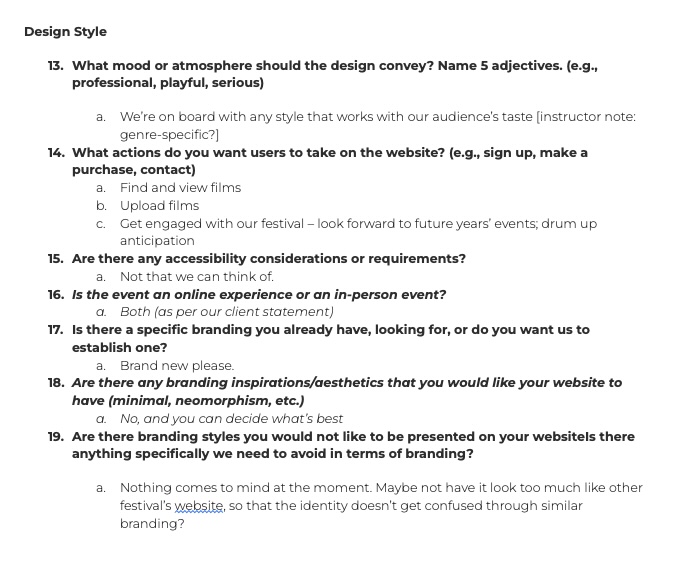 Design Style
13. What mood or atmosphere should the design convey? Name 5 adjectives. (e.g.,
professional, playful, serious)
a. We're on board with any style that works with our audience's taste [instructor note:
genre-specific?]
14. What actions do you want users to take on the website? (e.g., sign up, make a
purchase, contact)
a. Find and view films
b. Upload films
c. Get engaged with our festival – look forward to future years' events; drum up
anticipation
15. Are there any accessibility considerations or requirements?
a. Not that we can think of.
16. Is the event an online experience or an in-person event?
a. Both (as per our client statement)
17. Is there a specific branding you already have, looking for, or do you want us to
establish one?
a. Brand new please.
18. Are there any branding inspirations/aesthetics that you would like your website to
have (minimal, neomorphism, etc.)
a. No, and you can decide what's best
19. Are there branding styles you would not like to be presented on your websiteIs there
anything specifically we need to avoid in terms of branding?
a. Nothing comes to mind at the moment. Maybe not have it look too much like other
festival's website, so that the identity doesn't get confused through similar
branding?